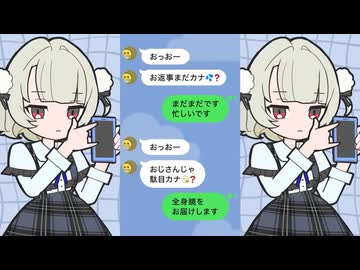 おっおー
お返事まだカナ💦❓
まだまだです
忙しいです
おっおー
おじさんじゃ
駄目カナ🤔❓
全身鏡を
お届けします